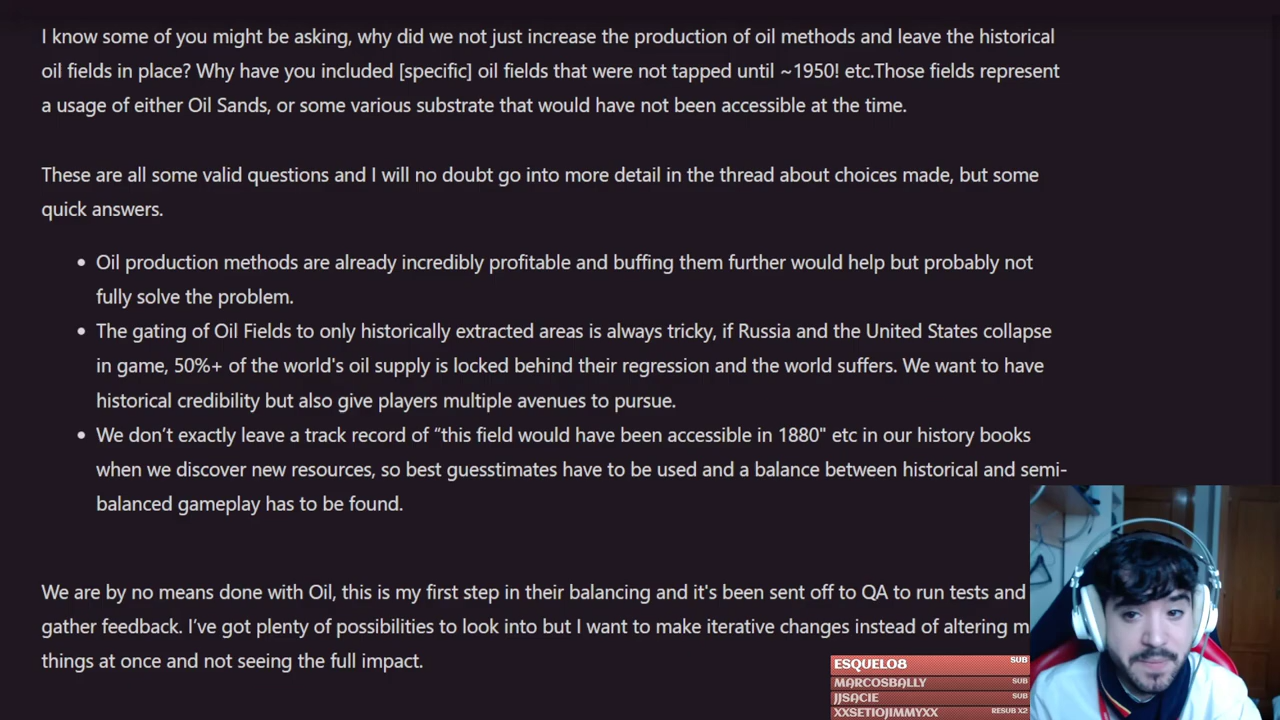 I know some of you might be asking, why did we not just increase the production of oil methods and leave the historical
oil fields in place? Why have you included [specific] oil fields that were not tapped until ~1950! etc.Those fields represent
a usage of either Oil Sands, or some various substrate that would have not been accessible at the time.
These are all some valid questions and I will no doubt go into more detail in the thread about choices made, but some
quick answers.
• Oil production methods are already incredibly profitable and buffing them further would help but probably not
fully solve the problem.
• The gating of Oil Fields to only historically extracted areas is always tricky, if Russia and the United States collapse
in game, 50%+ of the world's oil supply is locked behind their regression and the world suffers. We want to have
historical credibility but also give players multiple avenues to pursue.
• We don’t exactly leave a track record of “this field would have been accessible in 1880" etc in our history books
when we discover new resources, so best guesstimates have to be used and a balance between historical and semi-
balanced gameplay has to be found.
We are by no means done with Oil, this is my first step in their balancing and it's been sent off to QA to run tests and
gather feedback. I’ve got plenty of possibilities to look into but I want to make iterative changes instead of altering
things at once and not seeing the full impact.
ESQUELO8 SUB
MARCOSBALLY SUB
JJSACIE SUB
XXSETIOJIMMYXX RESUB X2